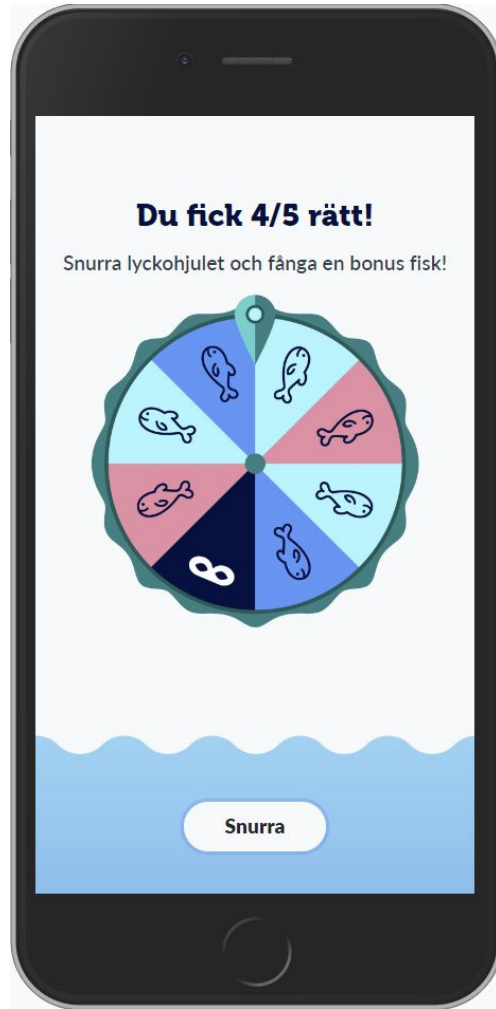 Du fick 4/5 rätt!
Snurra lyckohjulet och fånga en bonus fisk!
Snurra